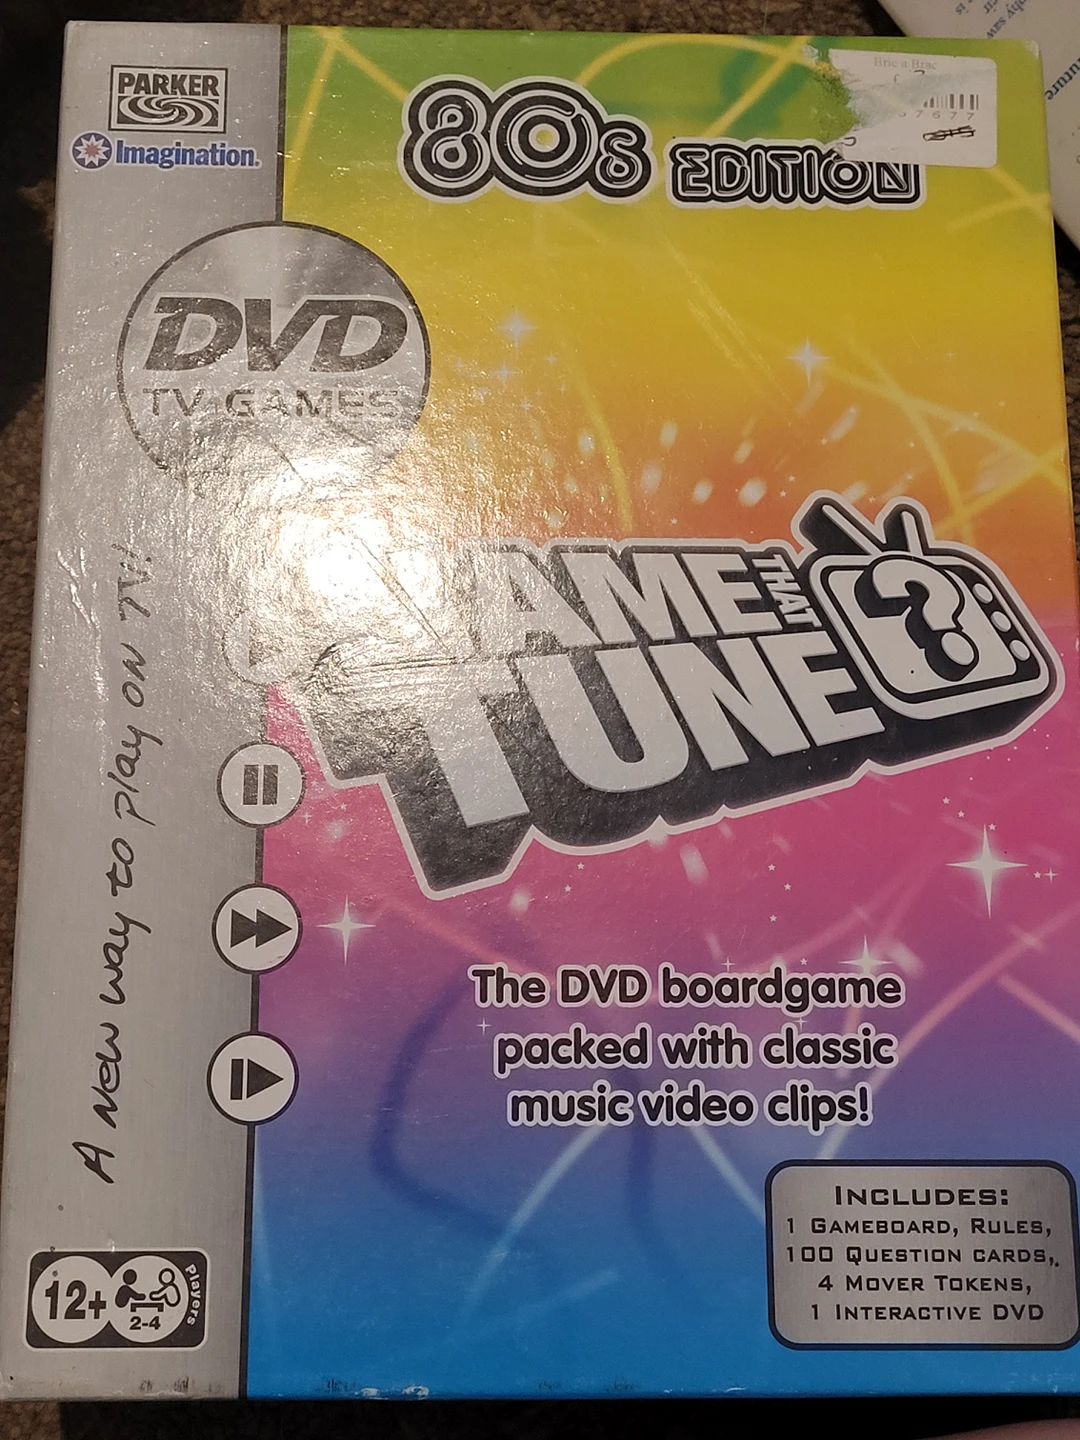 PARKER
Imagination
80s EDITION
Bric a Brac
DVD
TV GAMES
AME THAT
TUNE ?
A New way to play on TV!
The DVD boardgame
packed with classic
music video clips!
INCLUDES:
1 GAMEBOARD, RULES,
100 QUESTION CARDS,
4 MOVER TOKENS,
1 INTERACTIVE DVD
12+
2-4
players